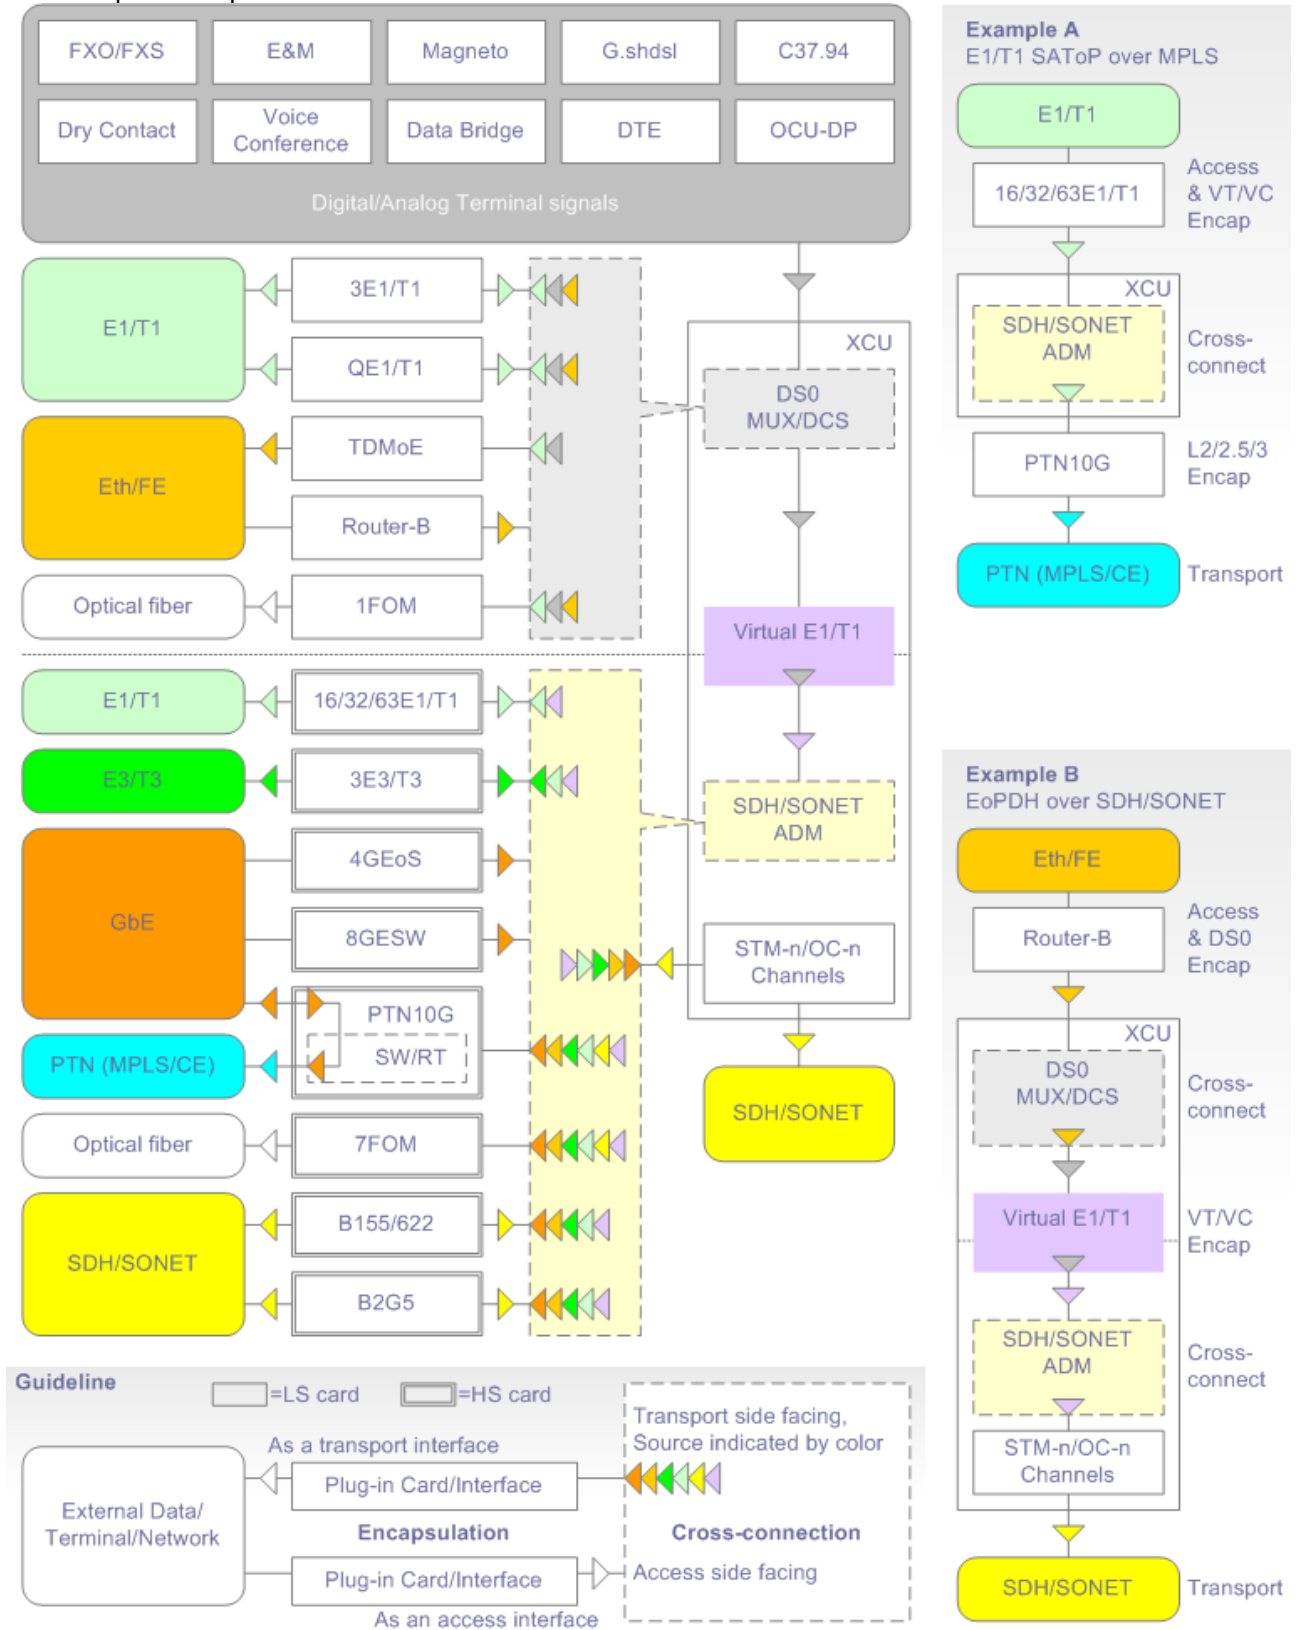 FXO/FXS
E&M
Magneto
G.shdsl
C37.94
Dry Contact
Voice
Conference
Data Bridge
DTE
OCU-DP
Digital/Analog Terminal signals
E1/T1
3E1/T1
QE1/T1
Eth/FE
TDMoE
Router-B
Optical fiber
1FOM
XCU
DS0
MUX/DCS
Virtual E1/T1
E1/T1
16/32/63E1/T1
E3/T3
3E3/T3
SDH/SONET
ADM
GbE
4GEoS
8GESW
STM-n/OC-n
Channels
PTN10G
SW/RT
PTN (MPLS/CE)
Optical fiber
7FOM
SDH/SONET
SDH/SONET
B155/622
B2G5
Guideline
=LS card
=HS card
As a transport interface
Plug-in Card/Interface
External Data/
Terminal/Network
Encapsulation
Plug-in Card/Interface
As an access interface
Transport side facing,
Source indicated by color
Cross-connection
Access side facing
Example A
E1/T1 SAToP over MPLS
E1/T1
16/32/63E1/T1
Access
& VT/VC
Encap
XCU
SDH/SONET
ADM
Cross-
connect
PTN10G
L2/2.5/3
Encap
PTN (MPLS/CE)
Transport
Example B
EoPDH over SDH/SONET
Eth/FE
Router-B
Access
& DS0
Encap
XCU
DS0
MUX/DCS
Cross-
connect
Virtual E1/T1
VT/VC
Encap
SDH/SONET
ADM
Cross-
connect
STM-n/OC-n
Channels
SDH/SONET
Transport